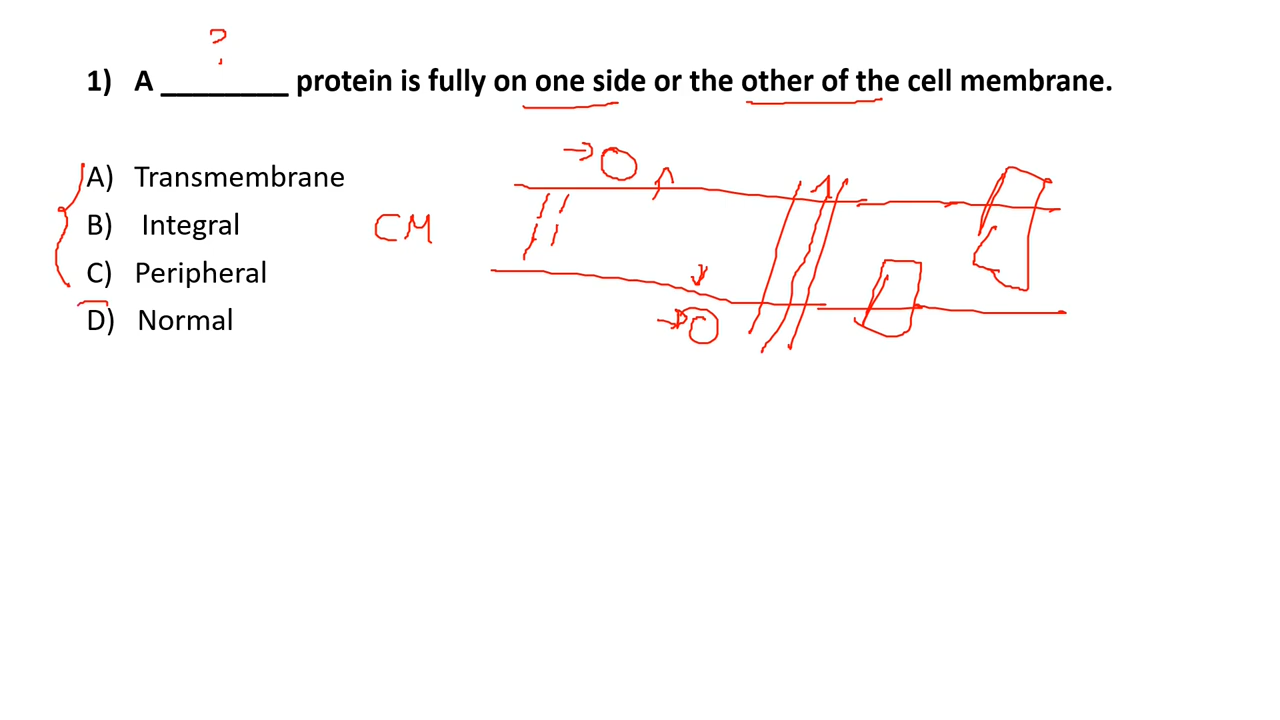 ?
1) A ________ protein is fully on one side or the other of the cell membrane.
A) Transmembrane
B) Integral
CM
C) Peripheral
D) Normal